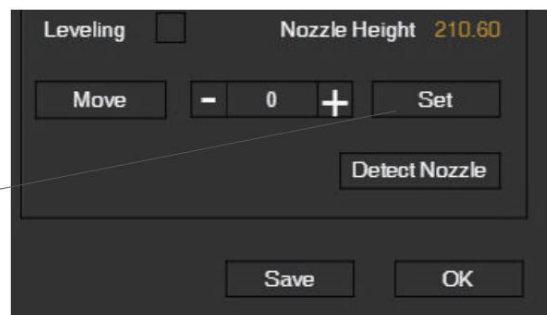 Leveling Nozzle Height 210.60
Move - 0 + Set
Detect Nozzle
Save OK